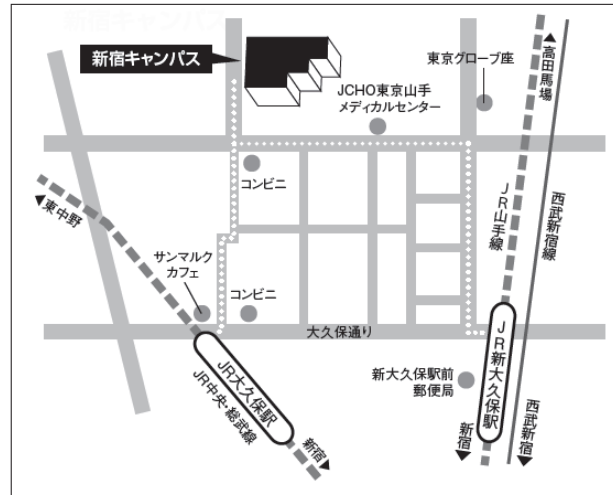 新宿キャンパス
新宿キャンパス
東京グローブ座
高田馬場
JCHO東京山手
メディカルセンター
コンビニ
JR山手線
西武新宿線
東中野
サンマルク
カフェ
コンビニ
大久保通り
JR大久保駅
JR中央・総武線
新宿
新大久保駅前
郵便局
JR新大久保駅
新宿
西武新宿